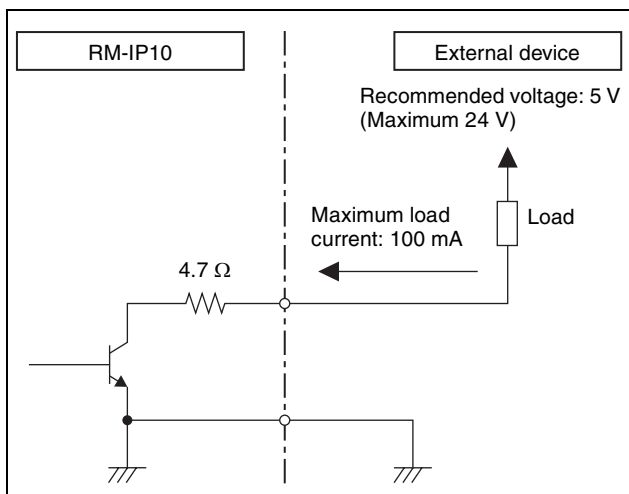 RM-IP10
External device
Recommended voltage: 5 V
(Maximum 24 V)
Maximum load
current: 100 mA
Load
4.7 Ω